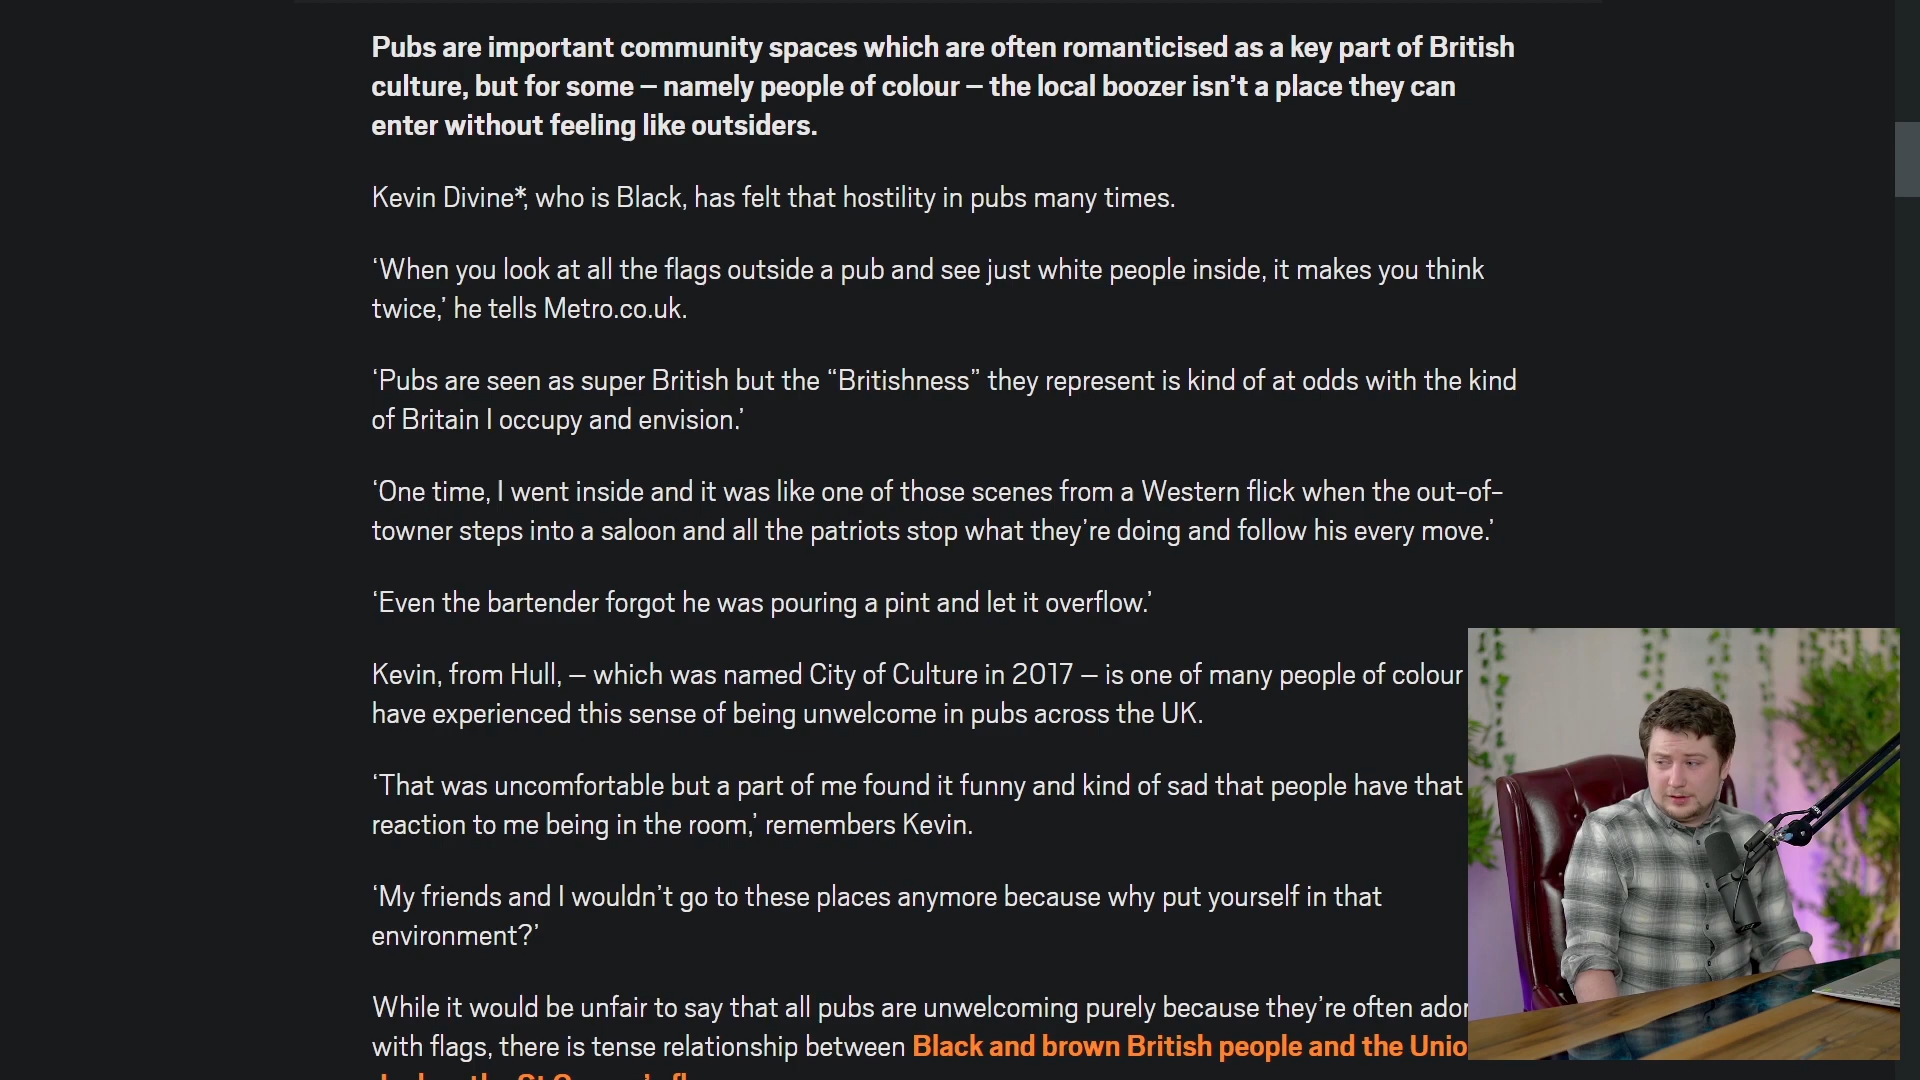 Pubs are important community spaces which are often romanticised as a key part of British
culture, but for some – namely people of colour – the local boozer isn't a place they can
enter without feeling like outsiders.
Kevin Divine*, who is Black, has felt that hostility in pubs many times.
‘When you look at all the flags outside a pub and see just white people inside, it makes you think
twice,’ he tells Metro.co.uk.
‘Pubs are seen as super British but the “Britishness” they represent is kind of at odds with the kind
of Britain I occupy and envision.’
‘One time, I went inside and it was like one of those scenes from a Western flick when the out-of-
towner steps into a saloon and all the patriots stop what they’re doing and follow his every move.’
‘Even the bartender forgot he was pouring a pint and let it overflow.’
Kevin, from Hull, – which was named City of Culture in 2017 – is one of many people of colour
have experienced this sense of being unwelcome in pubs across the UK.
‘That was uncomfortable but a part of me found it funny and kind of sad that people have that
reaction to me being in the room,’ remembers Kevin.
‘My friends and I wouldn’t go to these places anymore because why put yourself in that
environment?’
While it would be unfair to say that all pubs are unwelcoming purely because they’re often ador
with flags, there is tense relationship between Black and brown British people and the Unio